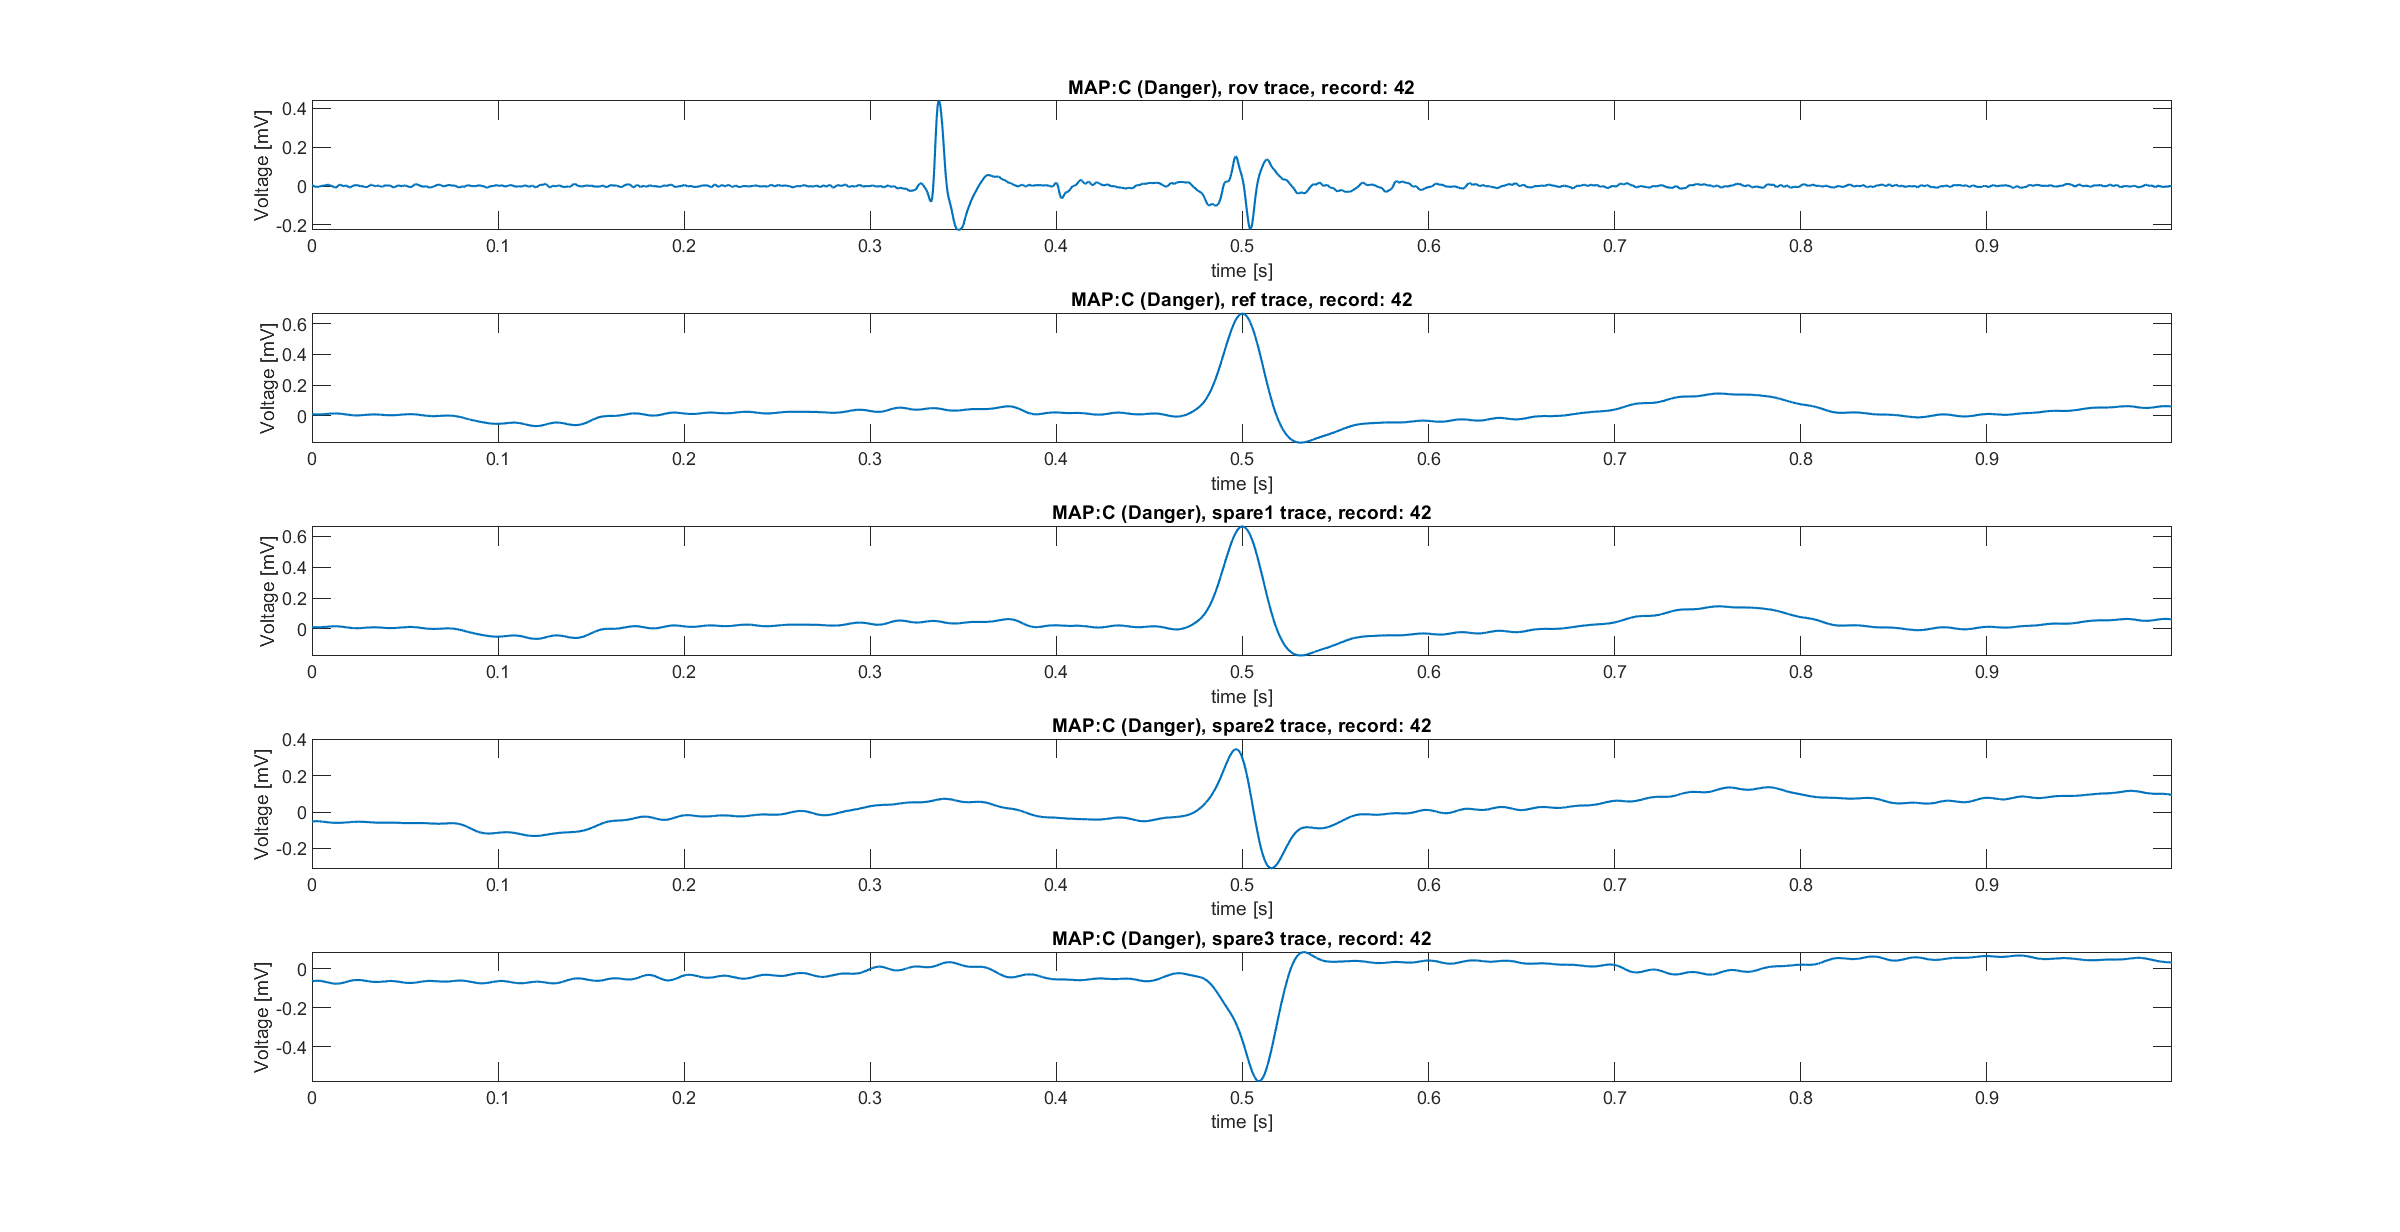 MAP:C (Danger), rov trace, record: 42
Voltage [mV]
0.4
0.2
0
-0.2
0 0.1 0.2 0.3 0.4 0.5 0.6 0.7 0.8 0.9
time [s]
MAP:C (Danger), ref trace, record: 42
Voltage [mV]
0.6
0.4
0.2
0
0 0.1 0.2 0.3 0.4 0.5 0.6 0.7 0.8 0.9
time [s]
MAP:C (Danger), spare1 trace, record: 42
Voltage [mV]
0.6
0.4
0.2
0
0 0.1 0.2 0.3 0.4 0.5 0.6 0.7 0.8 0.9
time [s]
MAP:C (Danger), spare2 trace, record: 42
Voltage [mV]
0.4
0.2
0
-0.2
0 0.1 0.2 0.3 0.4 0.5 0.6 0.7 0.8 0.9
time [s]
MAP:C (Danger), spare3 trace, record: 42
Voltage [mV]
0
-0.2
-0.4
0 0.1 0.2 0.3 0.4 0.5 0.6 0.7 0.8 0.9
time [s]